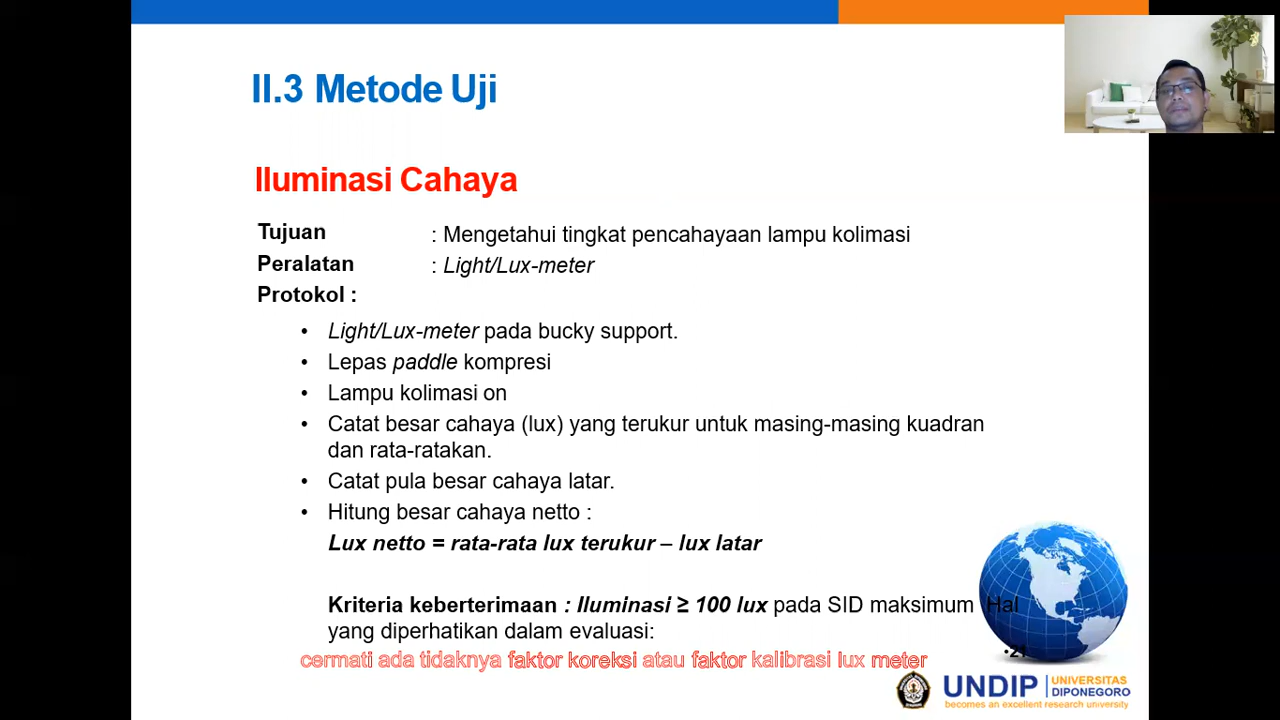 II.3 Metode Uji
Iluminasi Cahaya
Tujuan : Mengetahui tingkat pencahayaan lampu kolimasi
Peralatan : Light/Lux-meter
Protokol :
• Light/Lux-meter pada bucky support.
• Lepas paddle kompresi
• Lampu kolimasi on
• Catat besar cahaya (lux) yang terukur untuk masing-masing kuadran
dan rata-ratakan.
• Catat pula besar cahaya latar.
• Hitung besar cahaya netto :
Lux netto = rata-rata lux terukur – lux latar
Kriteria keberterimaan : Iluminasi ≥ 100 lux pada SID maksimum Hal
yang diperhatikan dalam evaluasi:
cermati ada tidaknya faktor koreksi atau faktor kalibrasi lux meter
UNDIP UNIVERSITAS
DIPONEGORO
becomes an excellent research university